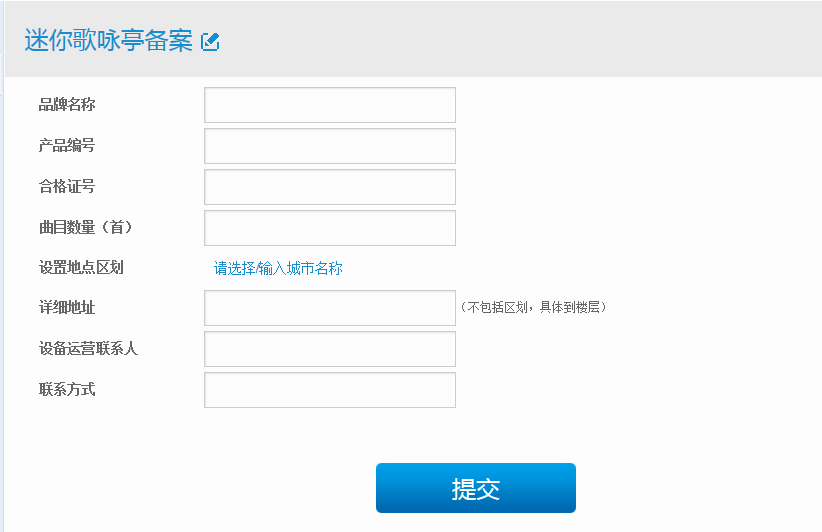 迷你歌咏亭备案
品牌名称
产品编号
合格证号
曲目数量（首）
设置地点区划 请选择/输入城市名称
详细地址 （不包括区划，具体到楼层）
设备运营联系人
联系方式
提交